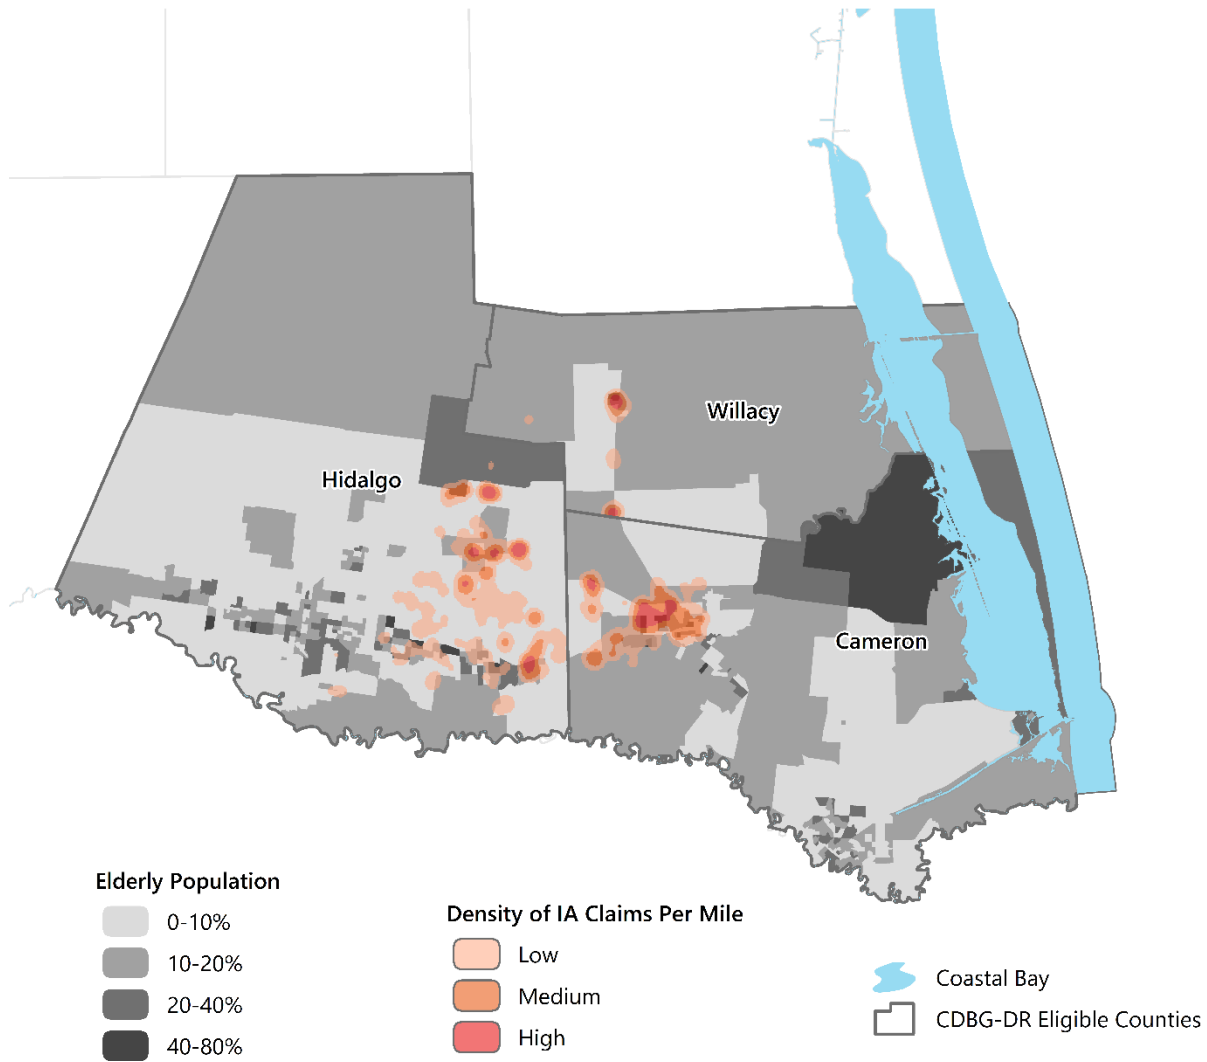 Willacy
Hidalgo
Cameron
Elderly Population
0-10%
10-20%
20-40%
40-80%
Density of IA Claims Per Mile
Low
Medium
High
Coastal Bay
CDBG-DR Eligible Counties